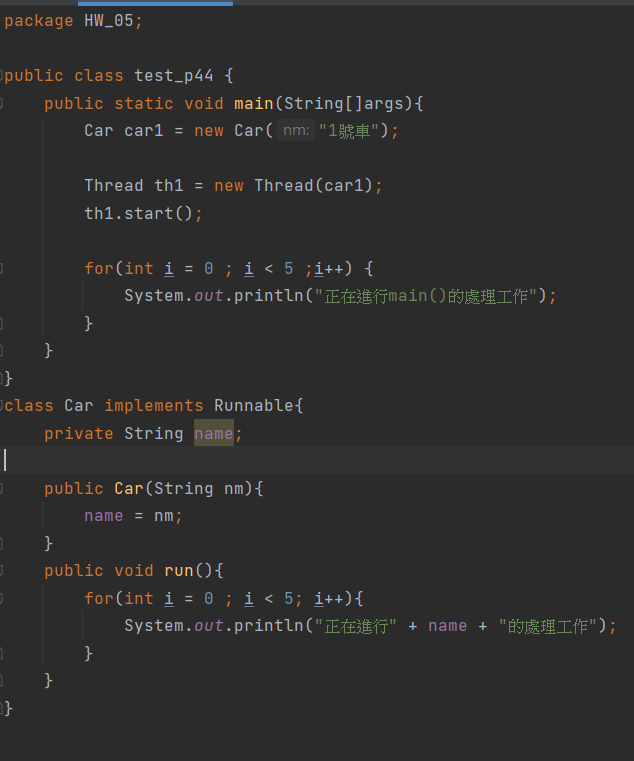 package HW_05;
public class test_p44 {
public static void main(String[]args){
Car car1 = new Car( nm: "1號車");
Thread th1 = new Thread(car1);
th1.start();
for(int i = 0 ; i < 5 ;i++) {
System.out.println("正在進行main()的處理工作");
}
}
}
class Car implements Runnable{
private String name;
public Car(String nm){
name = nm;
}
public void run(){
for(int i = 0 ; i < 5; i++){
System.out.println("正在進行" + name + "的處理工作");
}
}
}